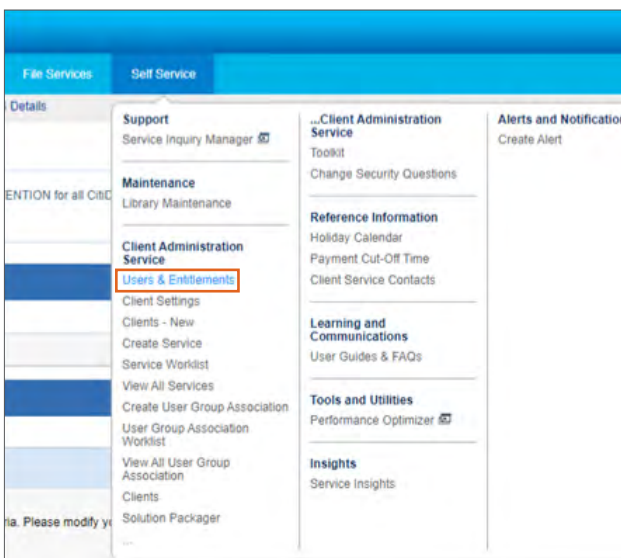 File Services
Self Service
Details
ENTION for all CitiD
ria. Please modify yo
Support
Service Inquiry Manager
Maintenance
Library Maintenance
Client Administration
Service
Users & Entitlements
Client Settings
Clients - New
Create Service
Service Worklist
View All Services
Create User Group Association
User Group Association
Worklist
View All User Group
Association
Clients
Solution Packager
...
...Client Administration
Service
Toolkit
Change Security Questions
Reference Information
Holiday Calendar
Payment Cut-Off Time
Client Service Contacts
Learning and
Communications
User Guides & FAQs
Tools and Utilities
Performance Optimizer
Insights
Service Insights
Alerts and Notification
Create Alert